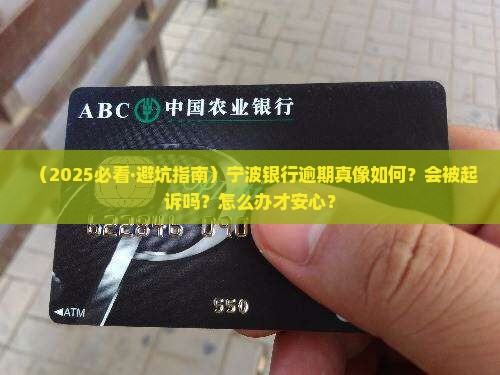 ABC 中国农业银行
（2025必看·避坑指南）宁波银行逾期真像如何？会被起
诉吗？怎么办才安心？
622846 090
550
◄ATM